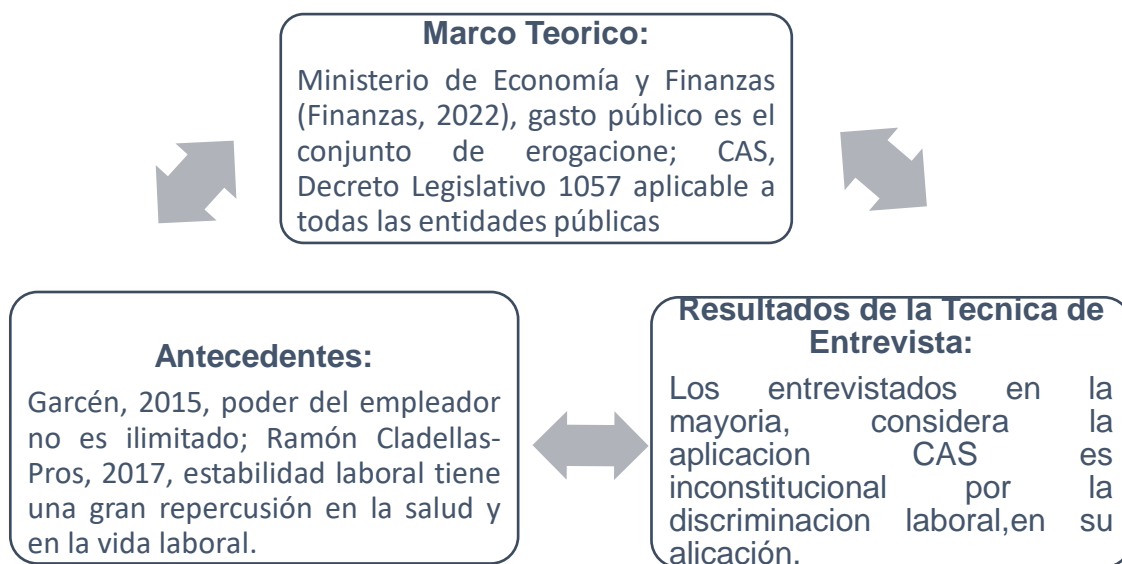 Marco Teorico:
Ministerio de Economía y Finanzas
(Finanzas, 2022), gasto público es el
conjunto de erogacione; CAS,
Decreto Legislativo 1057 aplicable a
todas las entidades públicas
Antecedentes:
Garcén, 2015, poder del empleador
no es ilimitado; Ramón Cladellas-
Pros, 2017, estabilidad laboral tiene
una gran repercusión en la salud y
en la vida laboral.
Resultados de la Tecnica de
Entrevista:
Los entrevistados en la
mayoria, considera la
aplicacion CAS es
inconstitucional por la
discriminacion laboral,en su
alicación.